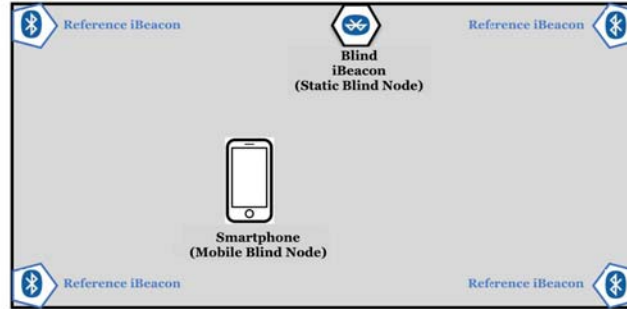 Reference iBeacon
Reference iBeacon
Blind
iBeacon
(Static Blind Node)
Smartphone
(Mobile Blind Node)
Reference iBeacon
Reference iBeacon